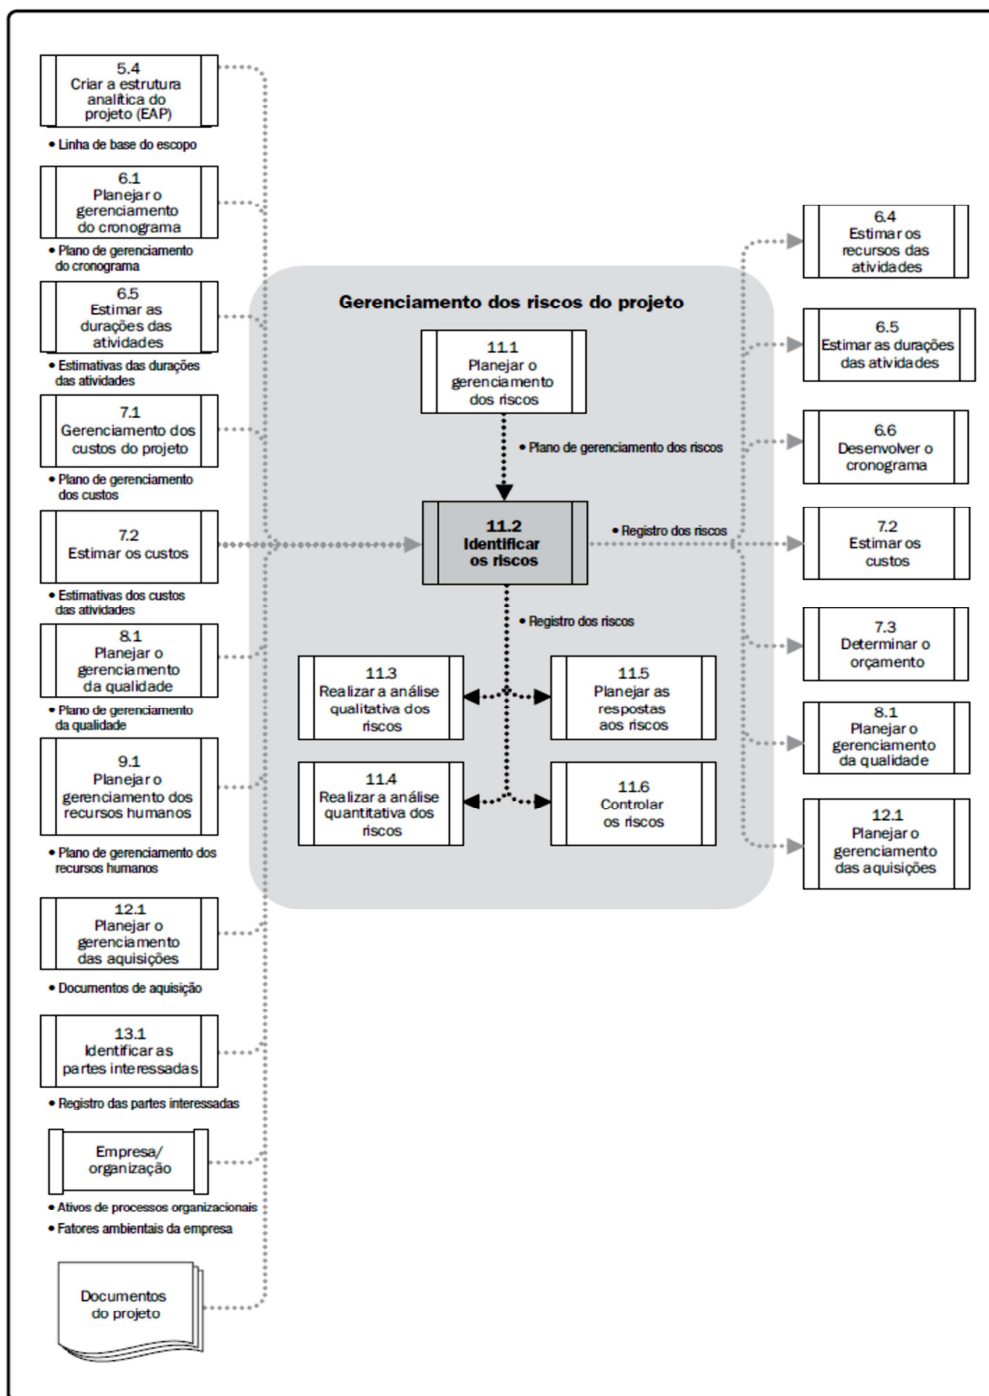 5.4
Criar a estrutura
analítica do
projeto (EAP)
• Linha de base do escopo
6.1
Planejar o
gerenciamento
do cronograma
• Plano de gerenciamento
do cronograma
6.5
Estimar as
durações das
atividades
• Estimativas das durações
das atividades
7.1
Gerenciamento dos
custos do projeto
• Plano de gerenciamento
dos custos
7.2
Estimar os custos
• Estimativas dos custos
das atividades
8.1
Planejar o
gerenciamento
da qualidade
• Plano de gerenciamento
da qualidade
9.1
Planejar o
gerenciamento dos
recursos humanos
• Plano de gerenciamento dos
recursos humanos
12.1
Planejar o
gerenciamento
das aquisições
• Documentos de aquisição
13.1
Identificar as
partes interessadas
• Registro das partes interessadas
Empresa/
organização
• Ativos de processos organizacionais
• Fatores ambientais da empresa
Documentos
do projeto
Gerenciamento dos riscos do projeto
11.1
Planejar o
gerenciamento
dos riscos
• Plano de gerenciamento dos riscos
11.2
Identificar
os riscos
• Registro dos riscos
• Registro dos riscos
11.3
Realizar a análise
qualitativa dos
riscos
11.5
Planejar as
respostas
aos riscos
11.4
Realizar a análise
quantitativa dos
riscos
11.6
Controlar
os riscos
6.4
Estimar os
recursos das
atividades
6.5
Estimar as durações
das atividades
6.6
Desenvolver o
cronograma
7.2
Estimar os
custos
7.3
Determinar o
orçamento
8.1
Planejar o
gerenciamento
da qualidade
12.1
Planejar o
gerenciamento
das aquisições